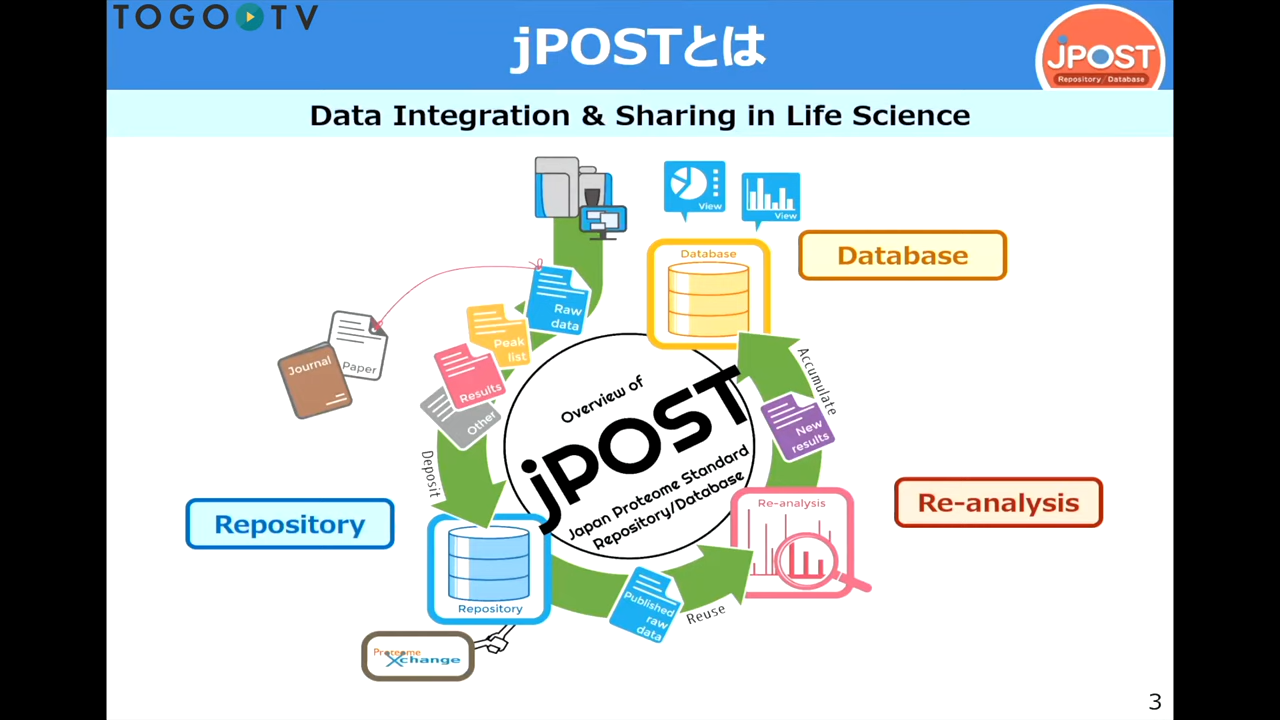 TOGO TV
jPOSTとは
jPOST
Repository/Database
Data Integration & Sharing in Life Science
View
View
Database
Database
Raw
data
Peak
list
Results
Other
Journal
Paper
Overview of
jPOST
Japan Proteome Standard
Repository/Database
Accumulate
New
results
Deposit
Repository
Re-analysis
Re-analysis
Repository
Published
raw
data
Reuse
Proteome
Xchange
3